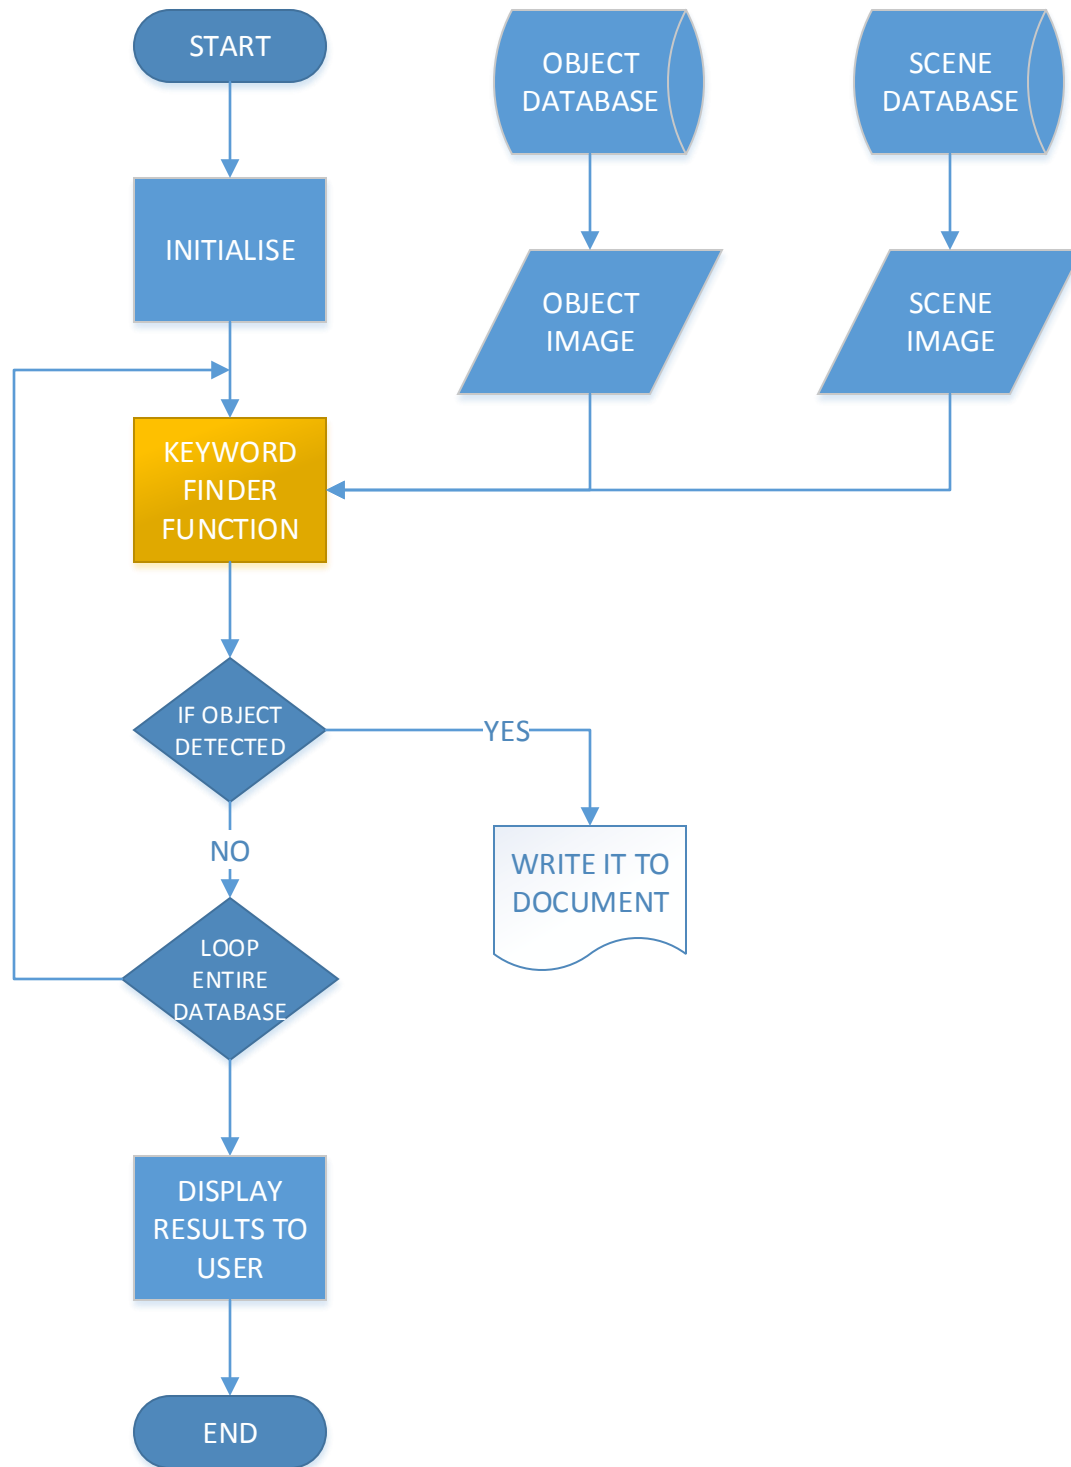 START
OBJECT
DATABASE
SCENE
DATABASE
INITIALISE
OBJECT
IMAGE
SCENE
IMAGE
KEYWORD
FINDER
FUNCTION
IF OBJECT
DETECTED
YES
NO
WRITE IT TO
DOCUMENT
LOOP
ENTIRE
DATABASE
DISPLAY
RESULTS TO
USER
END